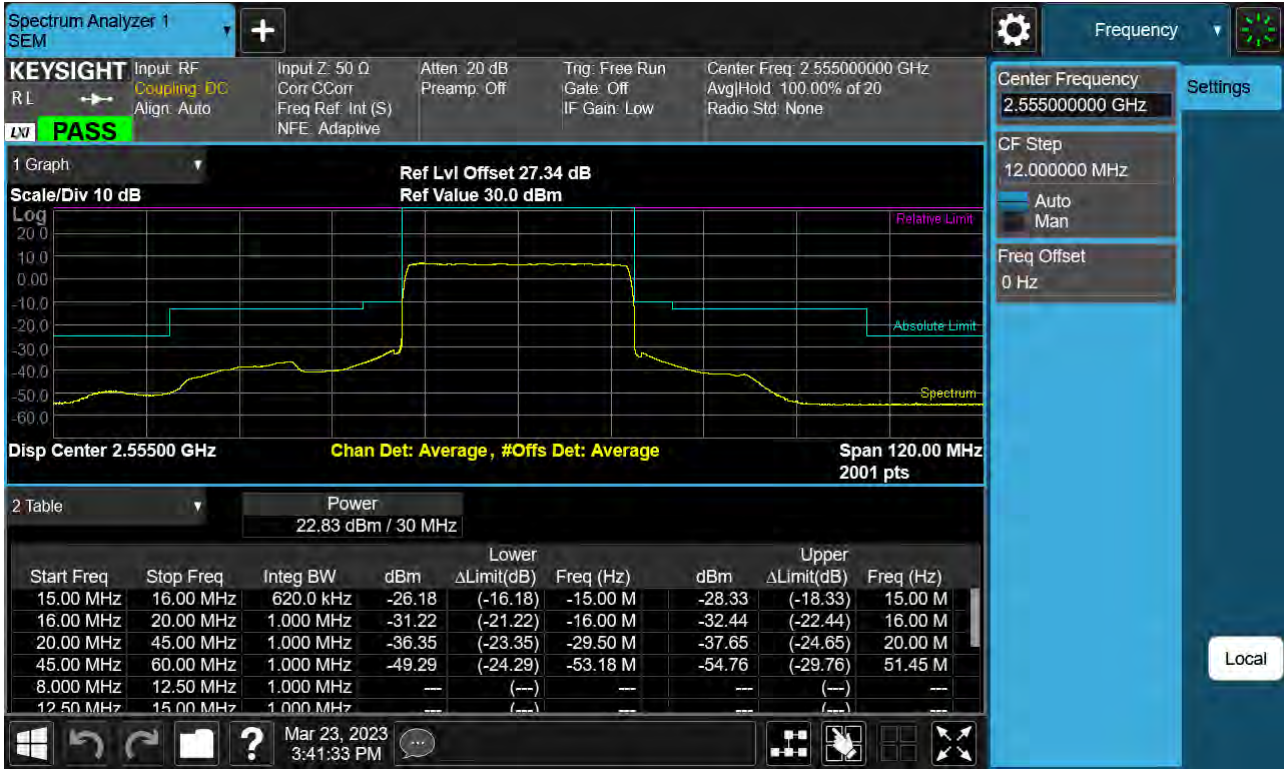 Spectrum Analyzer 1
SEM
Frequency
KEYSIGHT
R L
LXI
PASS
Input: RF
Coupling: DC
Align: Auto
Input Z: 50 Ω
Corr CCorr
Freq Ref: Int (S)
NFE: Adaptive
Atten: 20 dB
Preamp: Off
Trig: Free Run
Gate: Off
IF Gain: Low
Center Freq: 2.555000000 GHz
Avg|Hold: 100.00% of 20
Radio Std: None
Center Frequency
2.555000000 GHz
Settings
CF Step
12.000000 MHz
Auto
Man
Freq Offset
0 Hz
Local
1 Graph
Scale/Div 10 dB
Ref Lvl Offset 27.34 dB
Ref Value 30.0 dBm
Log
20.0
10.0
0.00
-10.0
-20.0
-30.0
-40.0
-50.0
-60.0
Relative Limit
Absolute Limit
Spectrum
Disp Center 2.55500 GHz
Chan Det: Average, #Offs Det: Average
Span 120.00 MHz
2001 pts
2 Table
Power
22.83 dBm / 30 MHz
Lower Upper
Start Freq Stop Freq Integ BW dBm ΔLimit(dB) Freq (Hz) dBm ΔLimit(dB) Freq (Hz)
15.00 MHz 16.00 MHz 620.0 kHz -26.18 (-16.18) -15.00 M -28.33 (-18.33) 15.00 M
16.00 MHz 20.00 MHz 1.000 MHz -31.22 (-21.22) -16.00 M -32.44 (-22.44) 16.00 M
20.00 MHz 45.00 MHz 1.000 MHz -36.35 (-23.35) -29.50 M -37.65 (-24.65) 20.00 M
45.00 MHz 60.00 MHz 1.000 MHz -49.29 (-24.29) -53.18 M -54.76 (-29.76) 51.45 M
8.000 MHz 12.50 MHz 1.000 MHz --- (---) --- --- (---) ---
12.50 MHz 15.00 MHz 1.000 MHz --- (---) --- --- (---) ---
Mar 23, 2023
3:41:33 PM